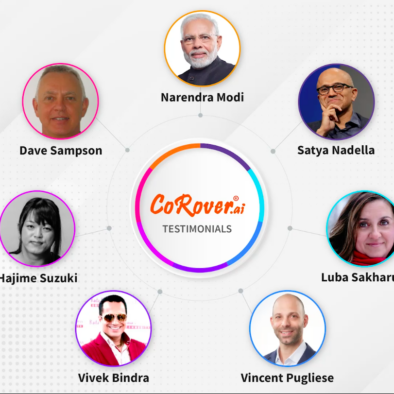 Narendra Modi
Dave Sampson
Satya Nadella
CoRover®.ai
TESTIMONIALS
Hajime Suzuki
Luba Sakharu
Vivek Bindra
Vincent Pugliese